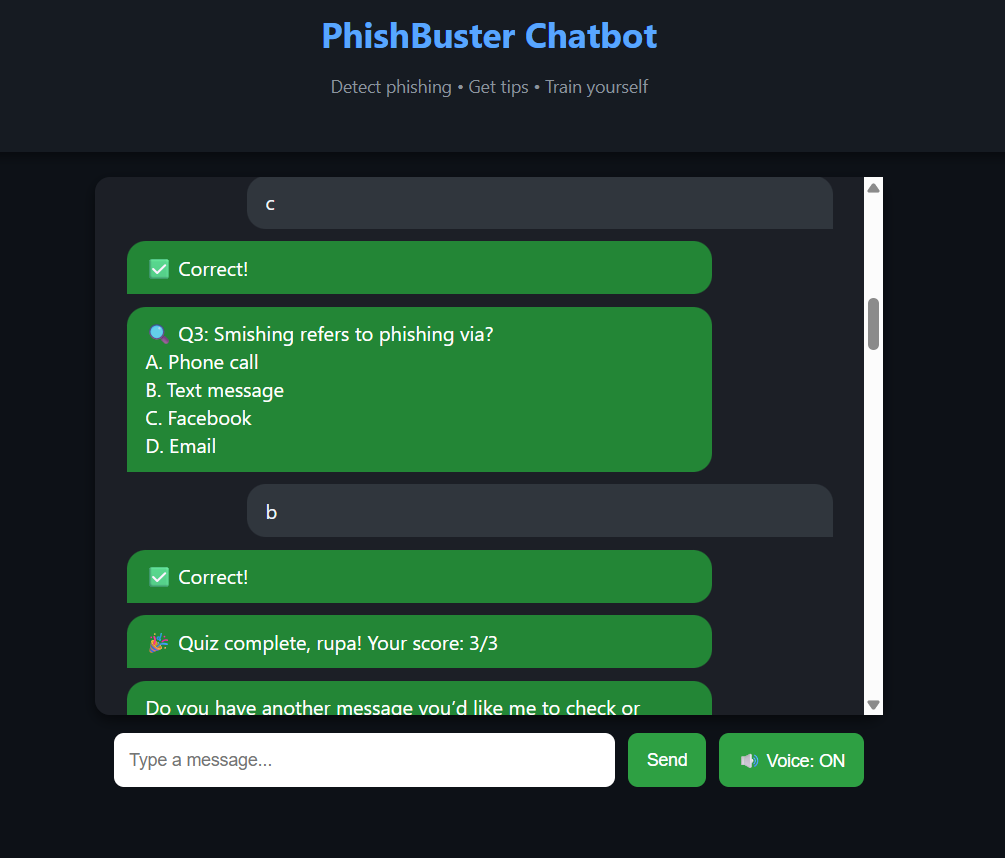 PhishBuster Chatbot
Detect phishing • Get tips • Train yourself
c
✅ Correct!
🔍 Q3: Smishing refers to phishing via?
A. Phone call
B. Text message
C. Facebook
D. Email
b
✅ Correct!
🎉 Quiz complete, rupa! Your score: 3/3
Do you have another message you’d like me to check or
Type a message...
Send
🔊 Voice: ON